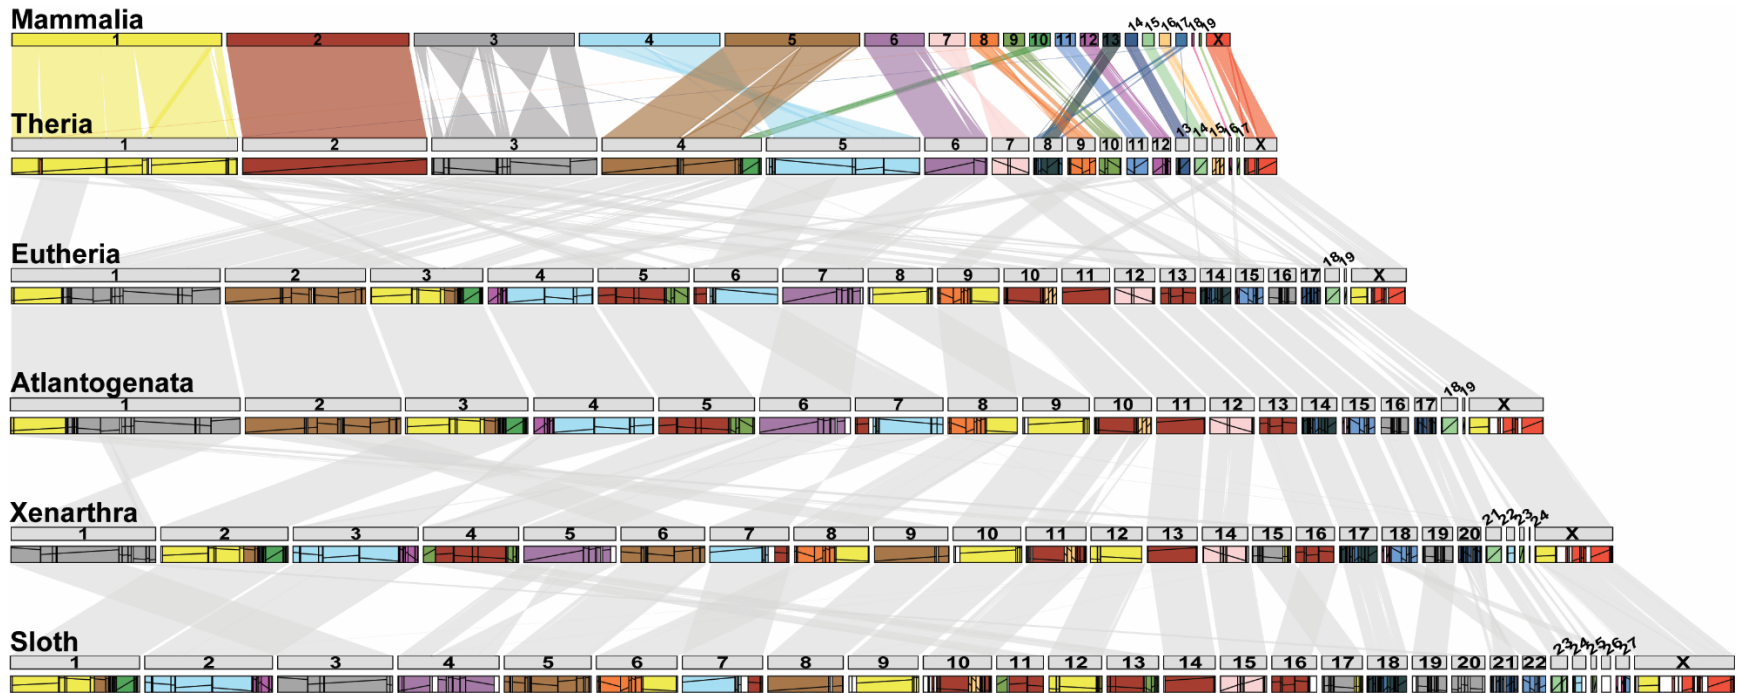 Mammalia
1 2 3 4 5 6 7 8 9 10 11 12 13 14 15 16 17 18 19 X
Theria
1 2 3 4 5 6 7 8 9 10 11 12 13 14 15 16 17 X
Eutheria
1 2 3 4 5 6 7 8 9 10 11 12 13 14 15 16 17 18 19 X
Atlantogenata
1 2 3 4 5 6 7 8 9 10 11 12 13 14 15 16 17 18 19 X
Xenarthra
1 2 3 4 5 6 7 8 9 10 11 12 13 14 15 16 17 18 19 20 21 22 23 24 X
Sloth
1 2 3 4 5 6 7 8 9 10 11 12 13 14 15 16 17 18 19 20 21 22 23 24 25 26 27 X